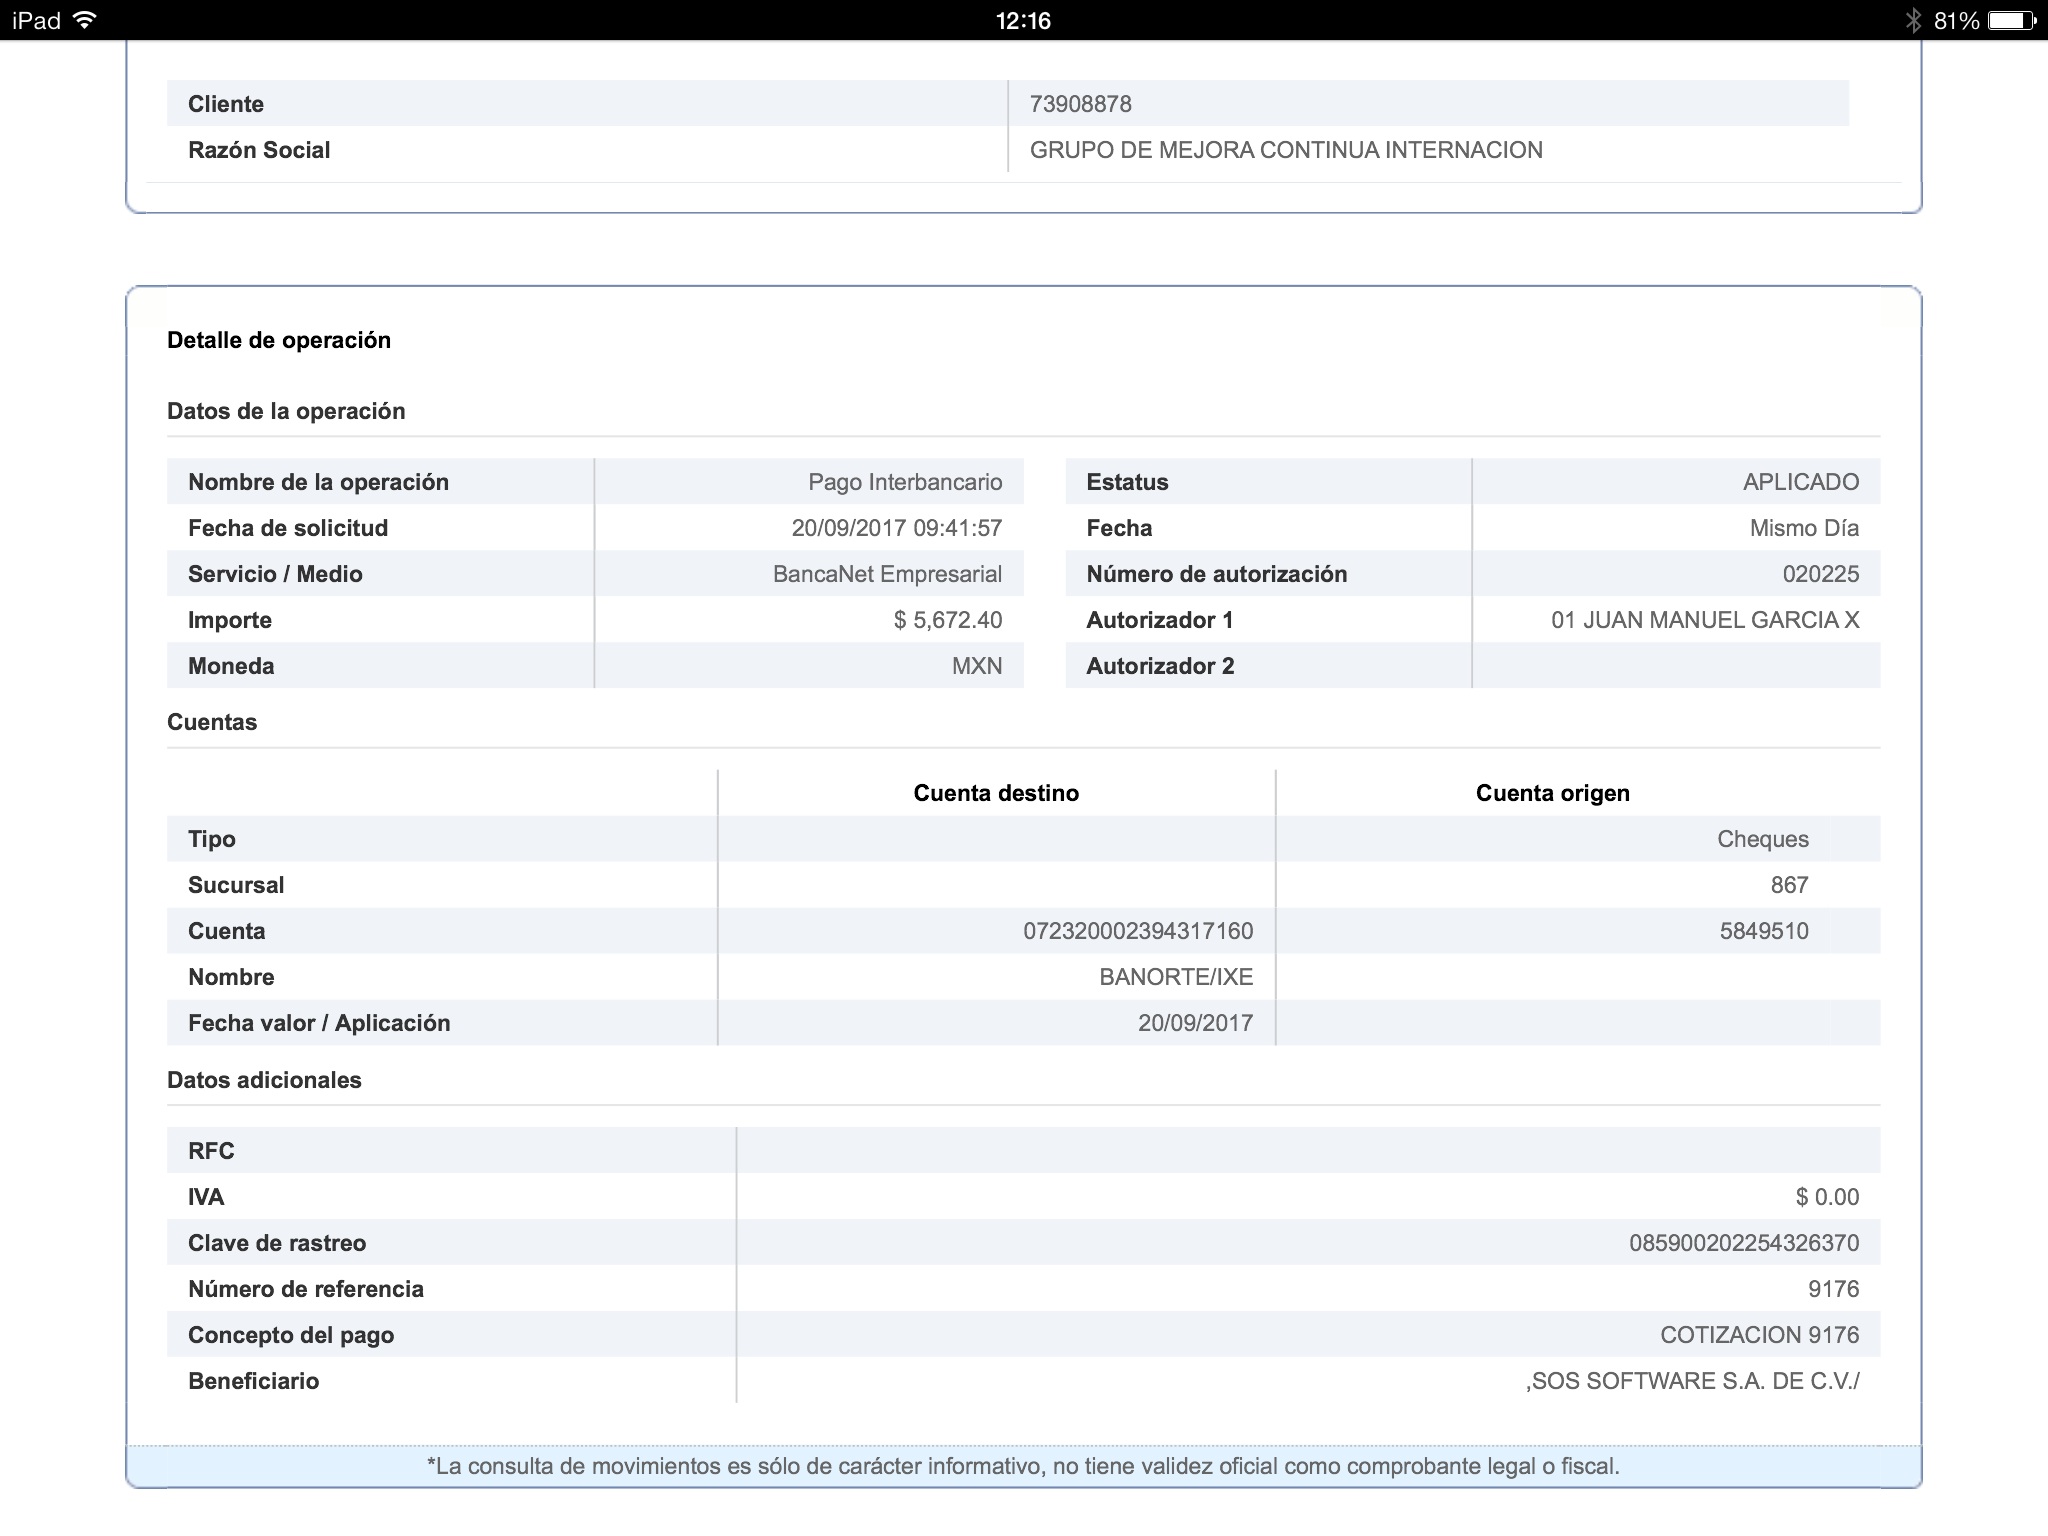 iPad 12:16 81%
Cliente 73908878
Razón Social GRUPO DE MEJORA CONTINUA INTERNACION
Detalle de operación
Datos de la operación
Nombre de la operación Pago Interbancario Estatus APLICADO
Fecha de solicitud 20/09/2017 09:41:57 Fecha Mismo Día
Servicio / Medio BancaNet Empresarial Número de autorización 020225
Importe $ 5,672.40 Autorizador 1 01 JUAN MANUEL GARCIA X
Moneda MXN Autorizador 2
Cuentas
Cuenta destino Cuenta origen
Tipo Cheques
Sucursal 867
Cuenta 072320002394317160 5849510
Nombre BANORTE/IXE
Fecha valor / Aplicación 20/09/2017
Datos adicionales
RFC
IVA $ 0.00
Clave de rastreo 085900202254326370
Número de referencia 9176
Concepto del pago COTIZACION 9176
Beneficiario ,SOS SOFTWARE S.A. DE C.V./
*La consulta de movimientos es sólo de carácter informativo, no tiene validez oficial como comprobante legal o fiscal.